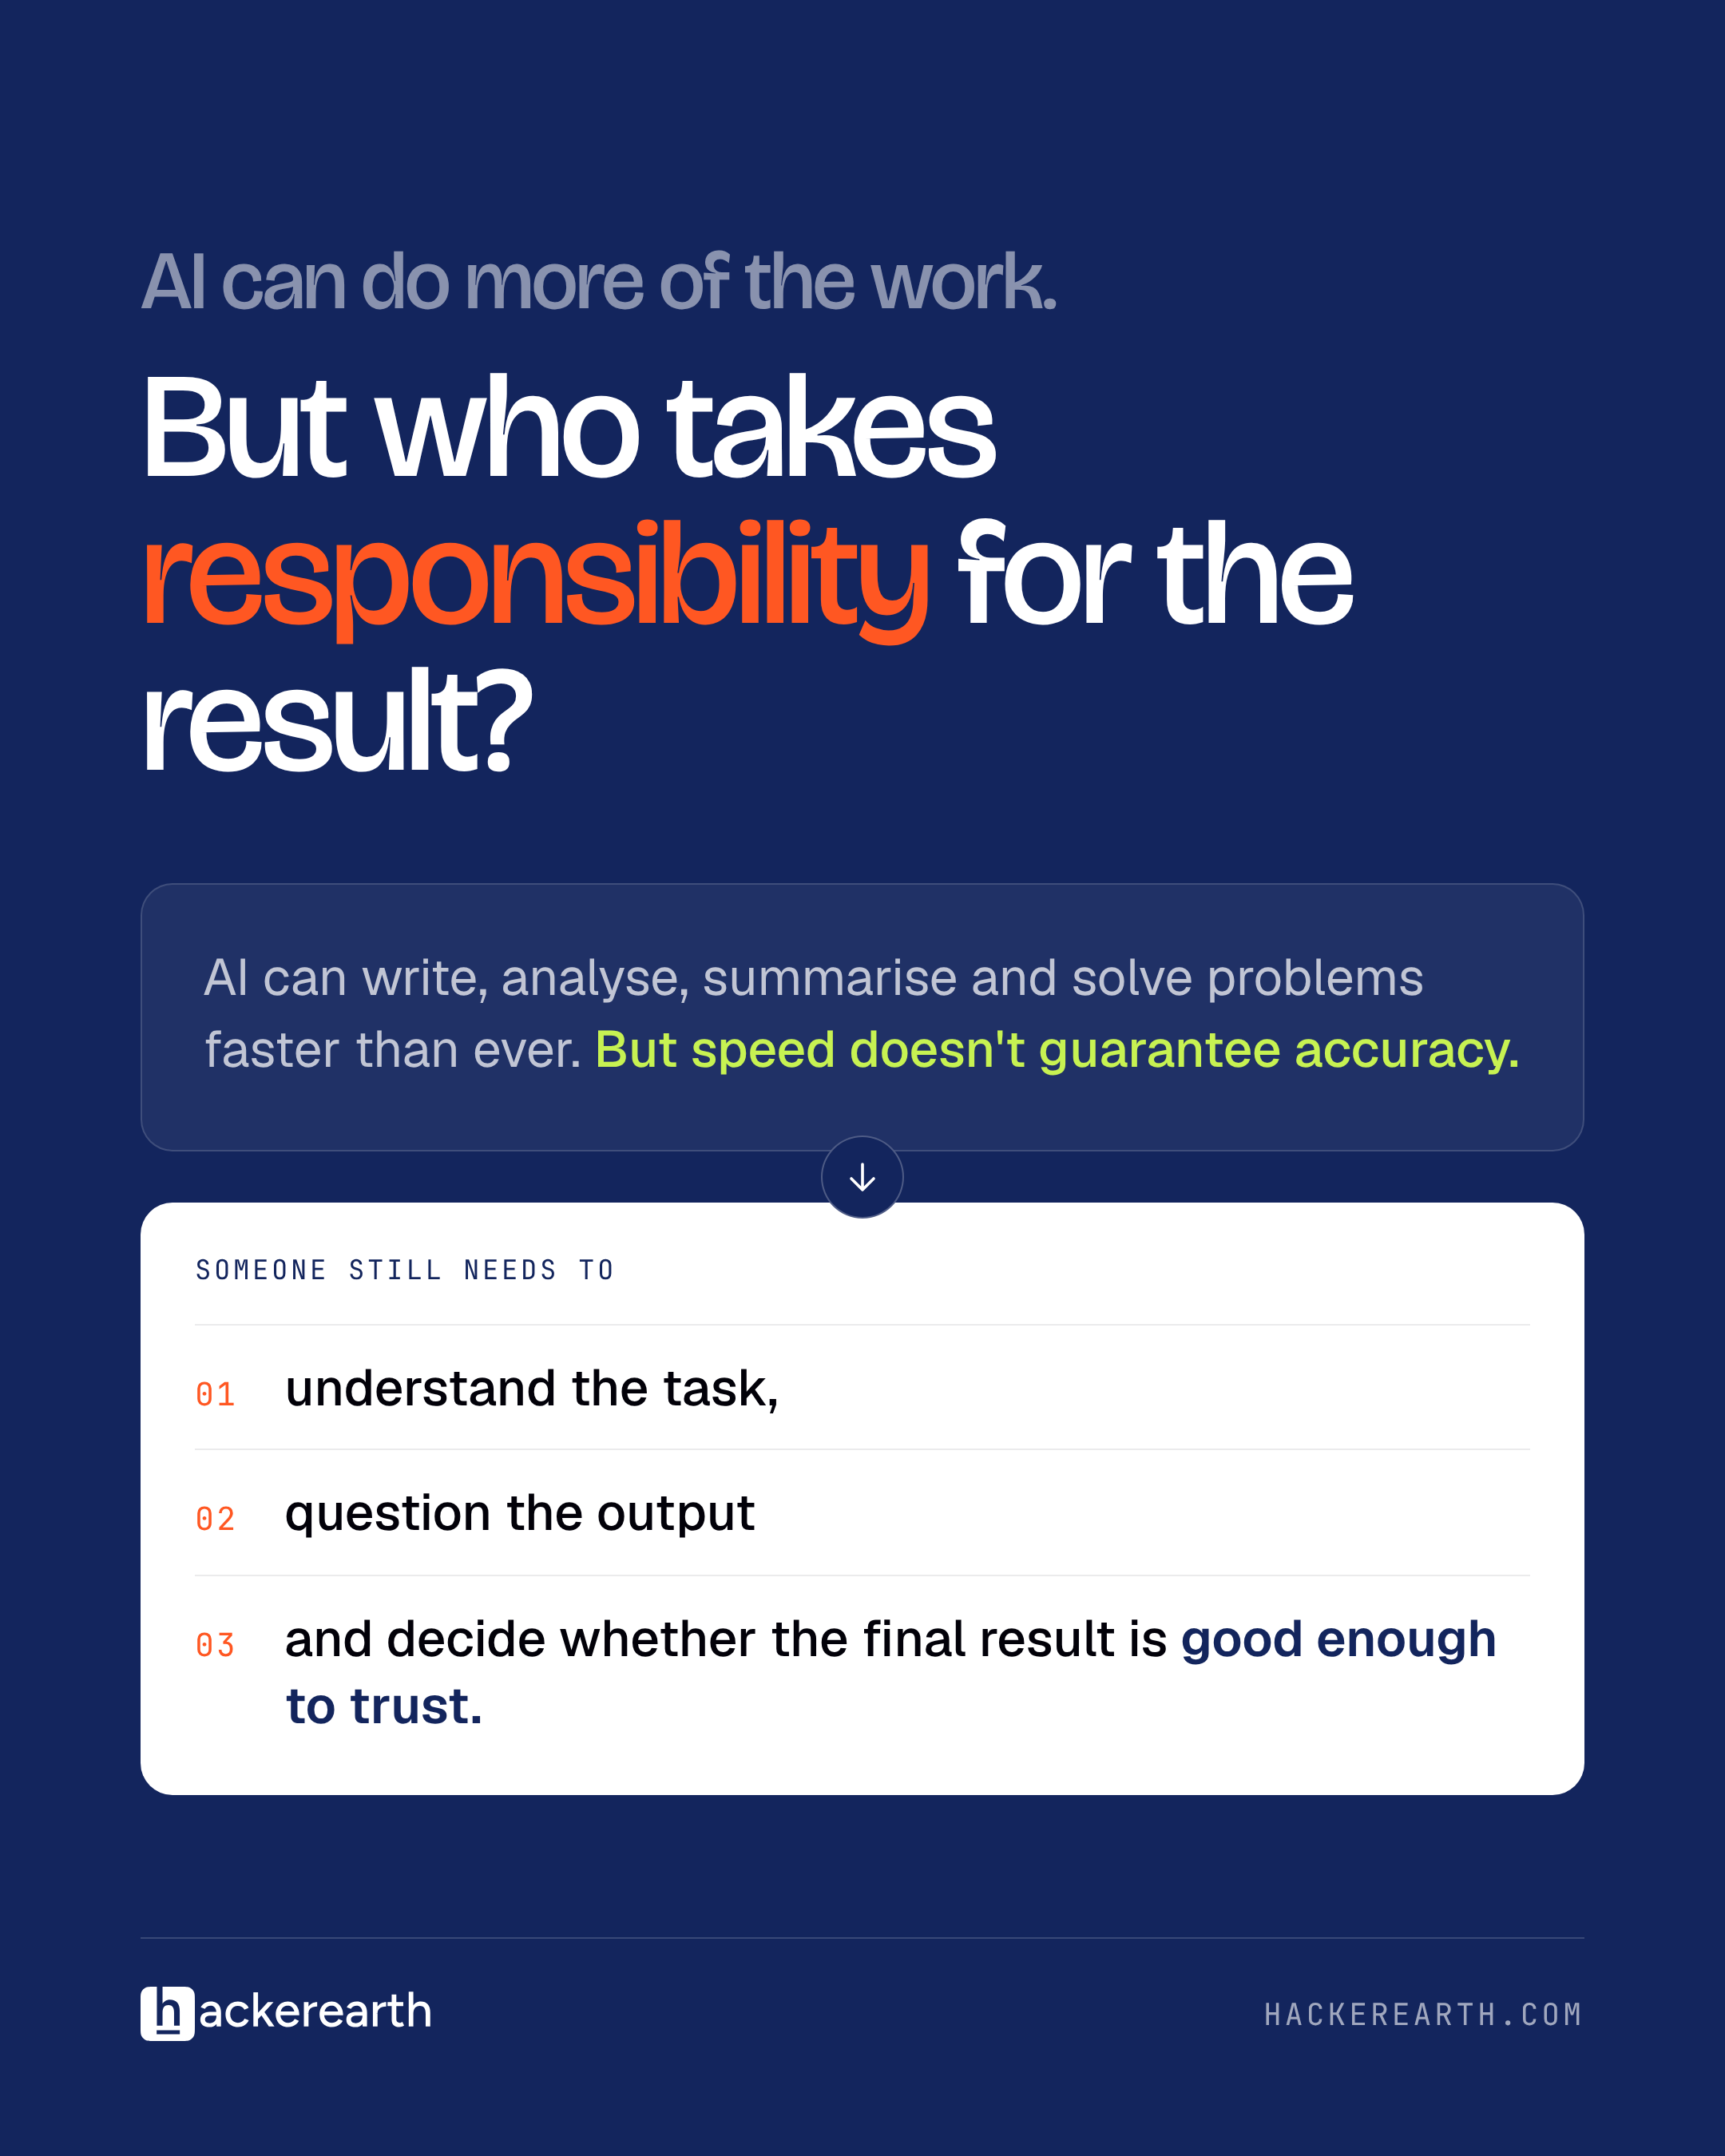 AI can do more of the work.
But who takes
responsibility for the
result?
AI can write, analyse, summarise and solve problems
faster than ever. But speed doesn't guarantee accuracy.
SOMEONE STILL NEEDS TO
01 understand the task,
02 question the output
03 and decide whether the final result is good enough
to trust.
hackerearth
HACKEREARTH.COM